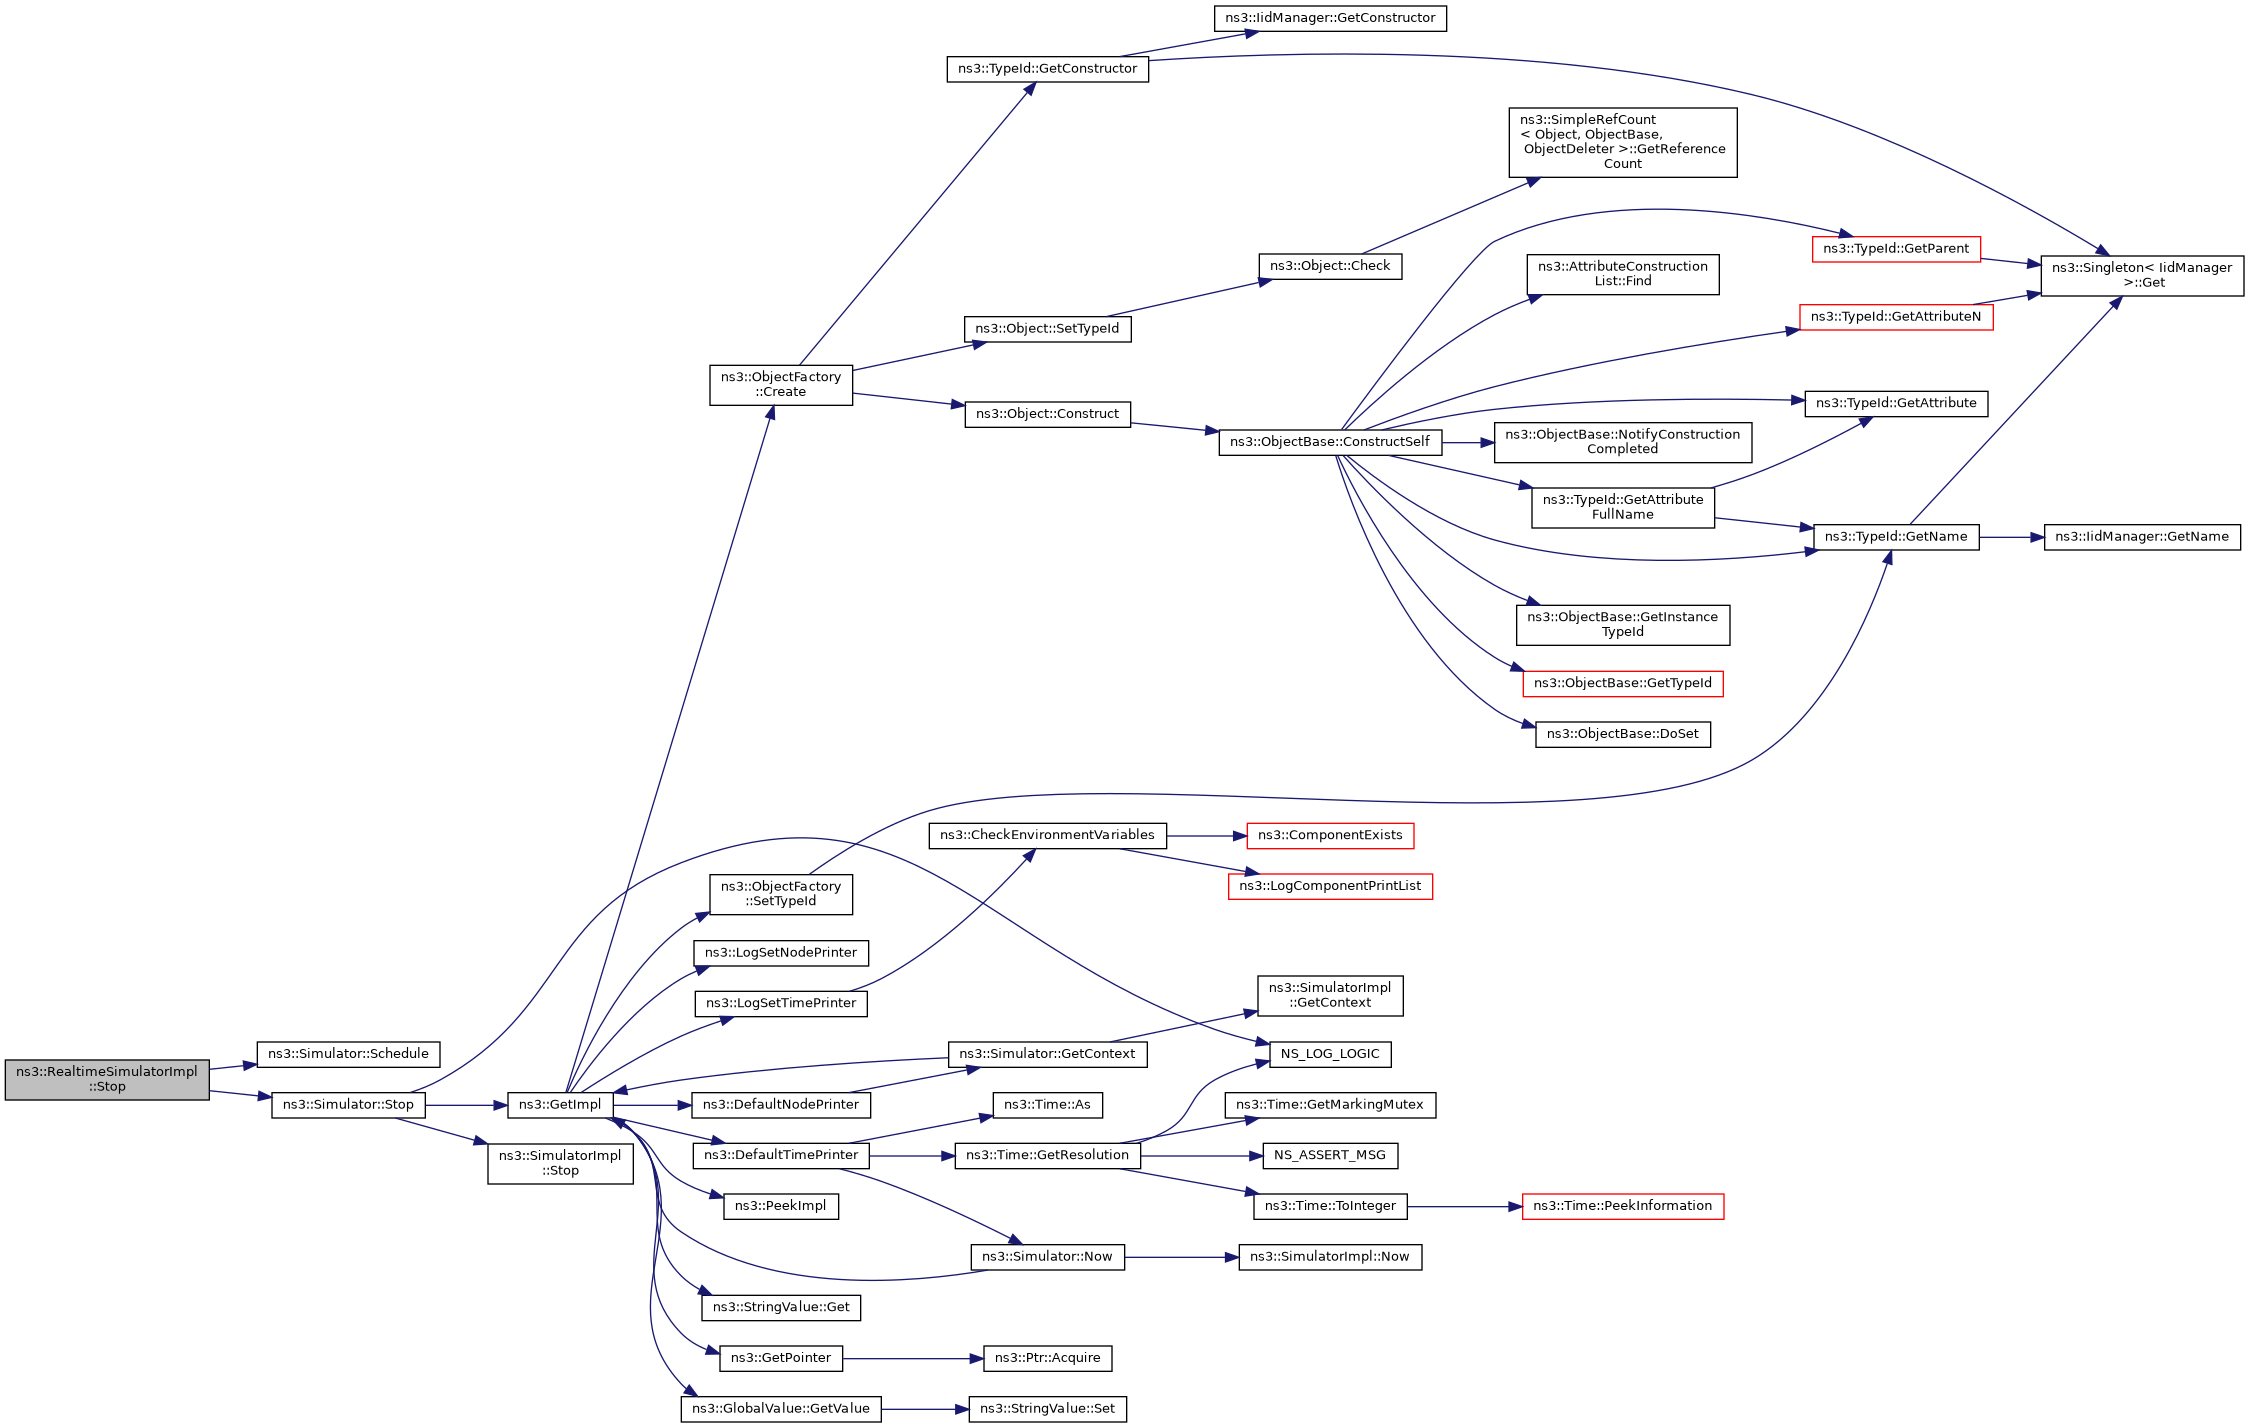 ns3::IidManager::GetConstructor
ns3::TypeId::GetConstructor
ns3::SimpleRefCount
< Object, ObjectBase,
ObjectDeleter >::GetReference
Count
ns3::TypeId::GetParent
ns3::Object::Check
ns3::AttributeConstruction
List::Find
ns3::Singleton< IidManager
>::Get
ns3::TypeId::GetAttributeN
ns3::Object::SetTypeId
ns3::ObjectFactory
::Create
ns3::Object::Construct
ns3::TypeId::GetAttribute
ns3::ObjectBase::ConstructSelf
ns3::ObjectBase::NotifyConstruction
Completed
ns3::TypeId::GetAttribute
FullName
ns3::TypeId::GetName
ns3::IidManager::GetName
ns3::ObjectBase::GetInstance
TypeId
ns3::ObjectBase::GetTypeId
ns3::ObjectBase::DoSet
ns3::CheckEnvironmentVariables
ns3::ComponentExists
ns3::ObjectFactory
::SetTypeId
ns3::LogComponentPrintList
ns3::LogSetNodePrinter
ns3::LogSetTimePrinter
ns3::SimulatorImpl
::GetContext
ns3::Simulator::Schedule
ns3::Simulator::GetContext
NS_LOG_LOGIC
ns3::RealtimeSimulatorImpl
::Stop
ns3::Simulator::Stop
ns3::GetImpl
ns3::DefaultNodePrinter
ns3::Time::As
ns3::Time::GetMarkingMutex
ns3::SimulatorImpl
::Stop
ns3::DefaultTimePrinter
ns3::Time::GetResolution
NS_ASSERT_MSG
ns3::PeekImpl
ns3::Time::ToInteger
ns3::Time::PeekInformation
ns3::Simulator::Now
ns3::SimulatorImpl::Now
ns3::StringValue::Get
ns3::GetPointer
ns3::Ptr::Acquire
ns3::GlobalValue::GetValue
ns3::StringValue::Set